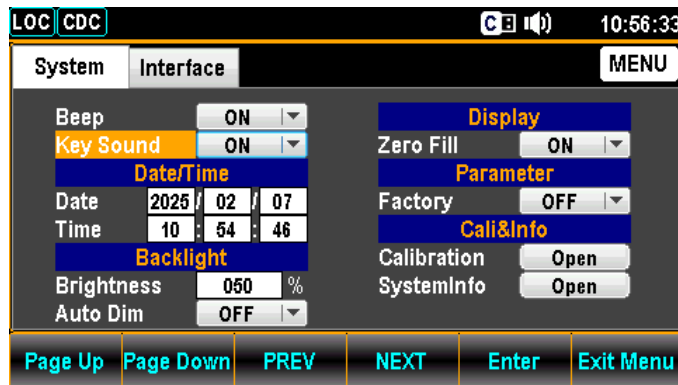 LOC CDC C 10:56:33
System Interface MENU
Beep ON
Key Sound ON
Date/Time
Date 2025 / 02 / 07
Time 10 : 54 : 46
Backlight
Brightness 050 %
Auto Dim OFF
Display
Zero Fill ON
Parameter
Factory OFF
Cali&Info
Calibration Open
SystemInfo Open
Page Up Page Down PREV NEXT Enter Exit Menu